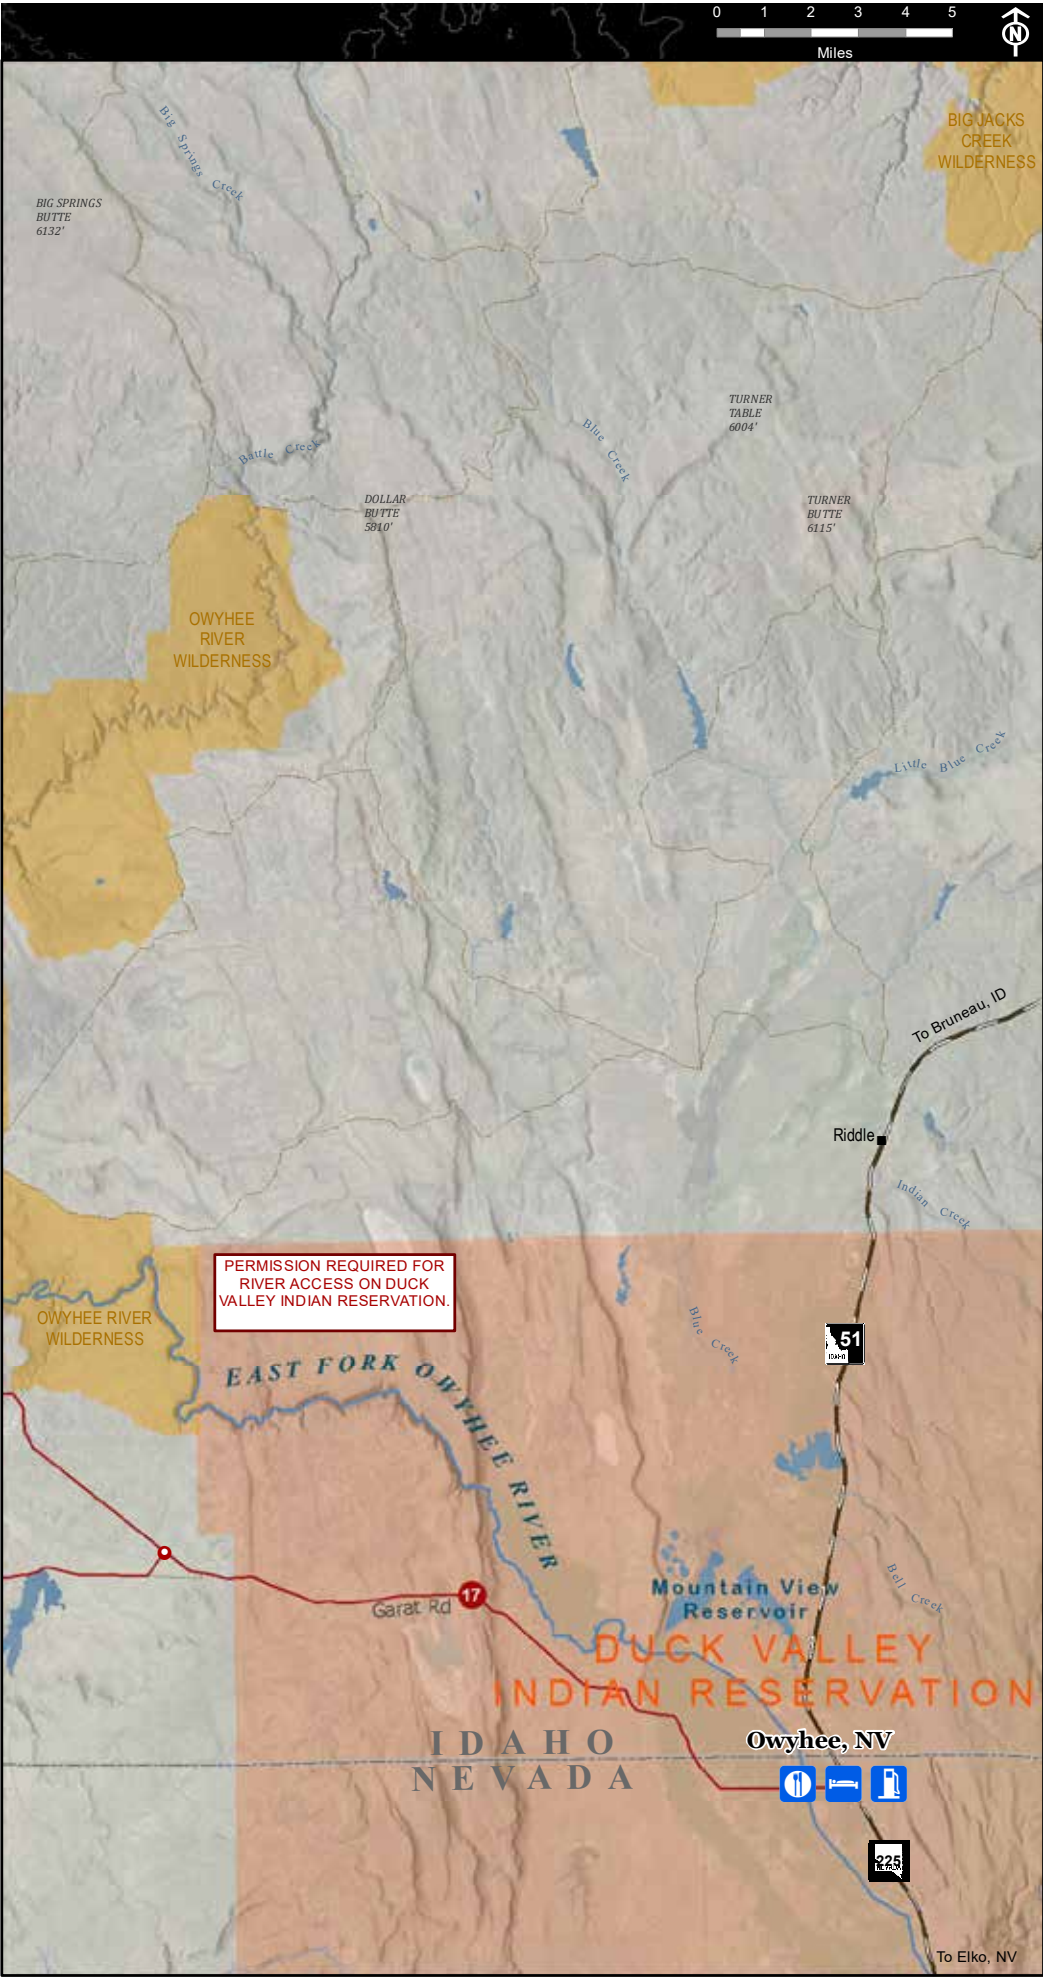 0 1 2 3 4 5
N
Miles
BIG JACKS
CREEK
WILDERNESS
Big Springs Creek
BIG SPRINGS
BUTTE
6132'
TURNER
TABLE
6004'
Blue Creek
Battle Creek
DOLLAR
BUTTE
5810'
TURNER
BUTTE
6115'
OWYHEE
RIVER
WILDERNESS
Little Blue Creek
To Bruneau, ID
Riddle
Indian Creek
PERMISSION REQUIRED FOR
RIVER ACCESS ON DUCK
VALLEY INDIAN RESERVATION.
OWYHEE RIVER
WILDERNESS
Blue Creek
51
IDAHO
EAST FORK OWYHEE RIVER
Bell Creek
Mountain View
Reservoir
17
Garat Rd
DUCK VALLEY
INDIAN RESERVATION
IDAHO
NEVADA
Owyhee, NV
225
To Elko, NV